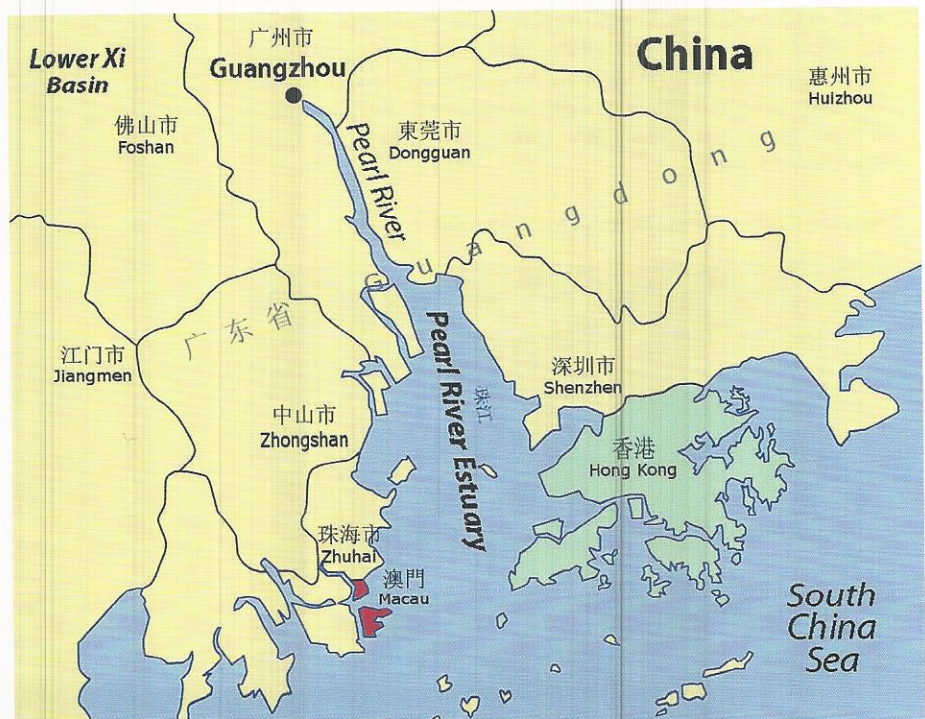 Lower Xi
Basin
广州市
Guangzhou
China
惠州市
Huizhou
佛山市
Foshan
東莞市
Dongguan
Pearl River
Guangdong
广东省
江门市
Jiangmen
中山市
Zhongshan
Pearl River Estuary
珠江
深圳市
Shenzhen
香港
Hong Kong
珠海市
Zhuhai
澳門
Macau
South
China
Sea